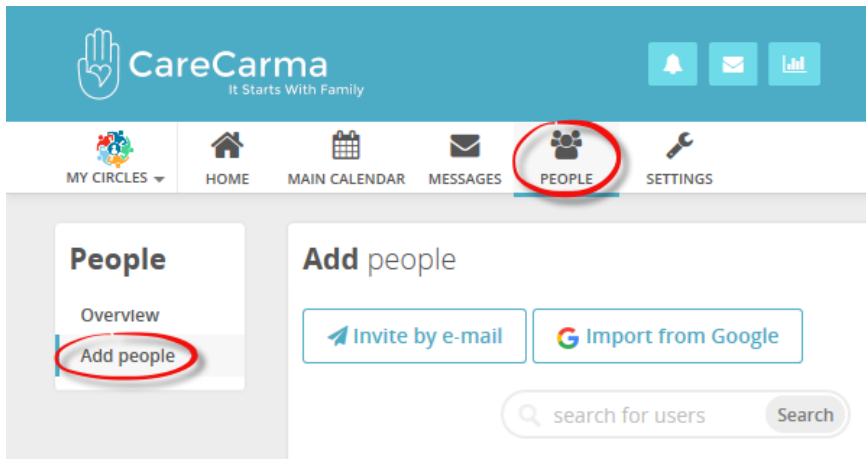 CareCarma
It Starts With Family
MY CIRCLES
HOME
MAIN CALENDAR
MESSAGES
PEOPLE
SETTINGS
People
Overview
Add people
Add people
Invite by e-mail
Import from Google
search for users
Search